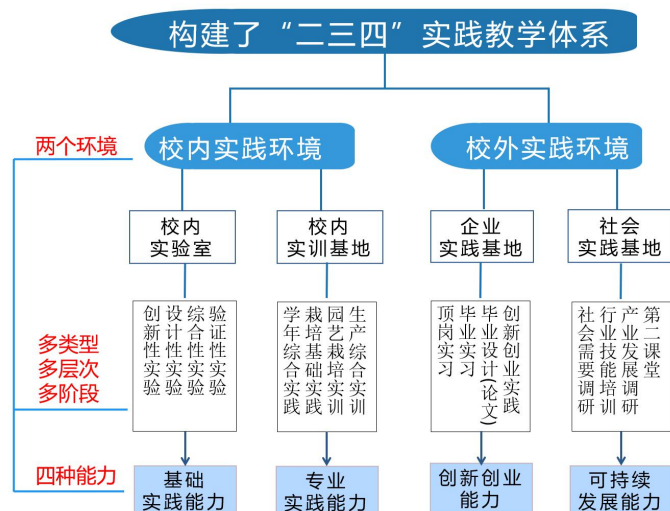 构建了“二三四”实践教学体系
两个环境
校内实践环境
校外实践环境
校内
实验室
校内
实训基地
企业
实践基地
社会
实践基地
多类型
多层次
多阶段
验证性实验
综合性实验
设计性实验
创新性实验
生产综合实训
园艺栽培实训
栽培基础实践
学年综合实践
创新创业实践
毕业设计(论文)
毕业实习
顶岗实习
第二课堂
产业发展调研
行业技能培训
社会需要调研
四种能力
基础
实践能力
专业
实践能力
创新创业
能力
可持续
发展能力